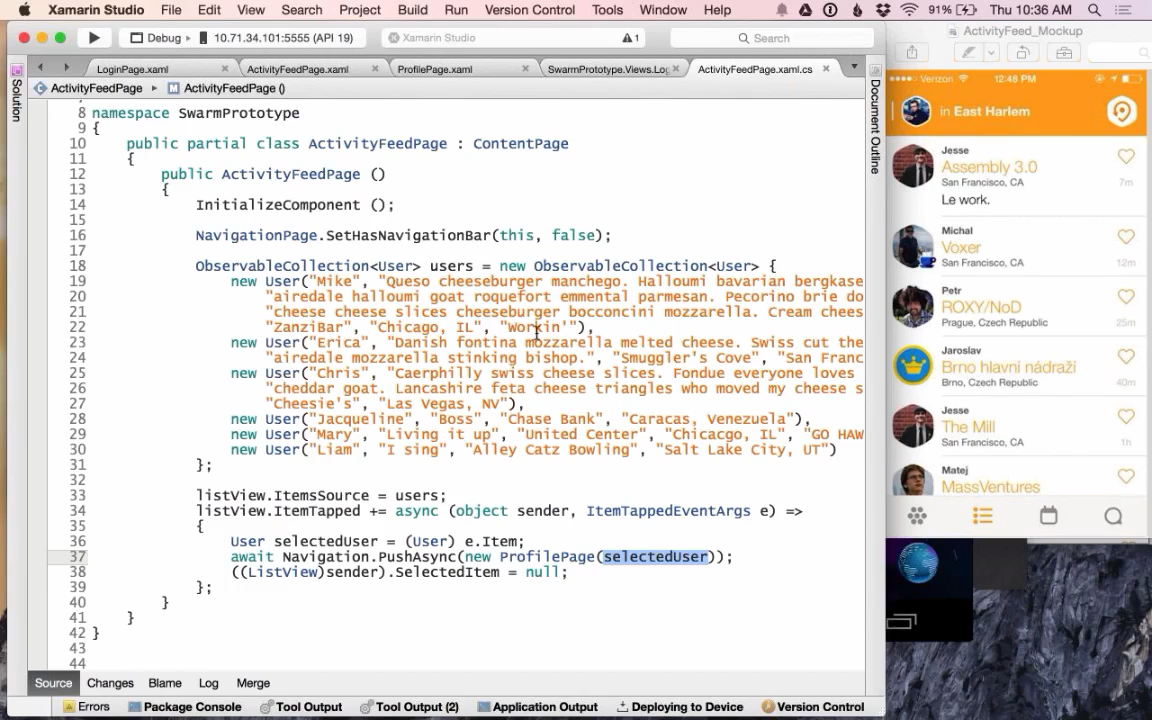 Xamarin Studio File Edit View Search Project Build Run Version Control Tools Window Help 91% Thu 10:36 AM
Debug 10.71.34.101:5555 (API 19) Xamarin Studio 1 Search
ActivityFeed_Mockup
LoginPage.xaml ActivityFeedPage.xaml ProfilePage.xaml SwarmPrototype.Views.Log ActivityFeedPage.xaml.cs
ActivityFeedPage ActivityFeedPage ()
Solution
Document Outline
8 namespace SwarmPrototype
9 {
10 public partial class ActivityFeedPage : ContentPage
11 {
12 public ActivityFeedPage ()
13 {
14 InitializeComponent ();
15
16 NavigationPage.SetHasNavigationBar(this, false);
17
18 ObservableCollection<User> users = new ObservableCollection<User> {
19 new User("Mike", "Queso cheeseburger manchego. Halloumi bavarian bergkase
20 "airedale halloumi goat roquefort emmental parmesan. Pecorino brie do
21 "cheese cheese slices cheeseburger bocconcini mozzarella. Cream chees
22 "ZanziBar", "Chicago, IL", "Workin'"),
23 new User("Erica", "Danish fontina mozzarella melted cheese. Swiss cut the
24 "airedale mozzarella stinking bishop.", "Smuggler's Cove", "San Franc
25 new User("Chris", "Caerphilly swiss cheese slices. Fondue everyone loves
26 "cheddar goat. Lancashire feta cheese triangles who moved my cheese s
27 "Cheesie's", "Las Vegas, NV"),
28 new User("Jacqueline", "Boss", "Chase Bank", "Caracas, Venezuela"),
29 new User("Mary", "Living it up", "United Center", "Chicacgo, IL", "GO HAW
30 new User("Liam", "I sing", "Alley Catz Bowling", "Salt Lake City, UT")
31 };
32
33 listView.ItemsSource = users;
34 listView.ItemTapped += async (object sender, ItemTappedEventArgs e) =>
35 {
36 User selectedUser = (User) e.Item;
37 await Navigation.PushAsync(new ProfilePage(selectedUser));
38 ((ListView)sender).SelectedItem = null;
39 };
40 }
41 }
42 }
43
44
Source Changes Blame Log Merge
Errors Package Console Tool Output Tool Output (2) Application Output Deploying to Device Version Control
Verizon 12:48 PM
in East Harlem
Jesse
Assembly 3.0
San Francisco, CA 7m
Le work.
Michal
Voxer
San Francisco, CA 12m
Petr
ROXY/NoD
Prague, Czech Republic 25m
Jaroslav
Brno hlavní nádraží
Brno, Czech Republic 40m
Jesse
The Mill
San Francisco, CA 1h
Matej
MassVentures